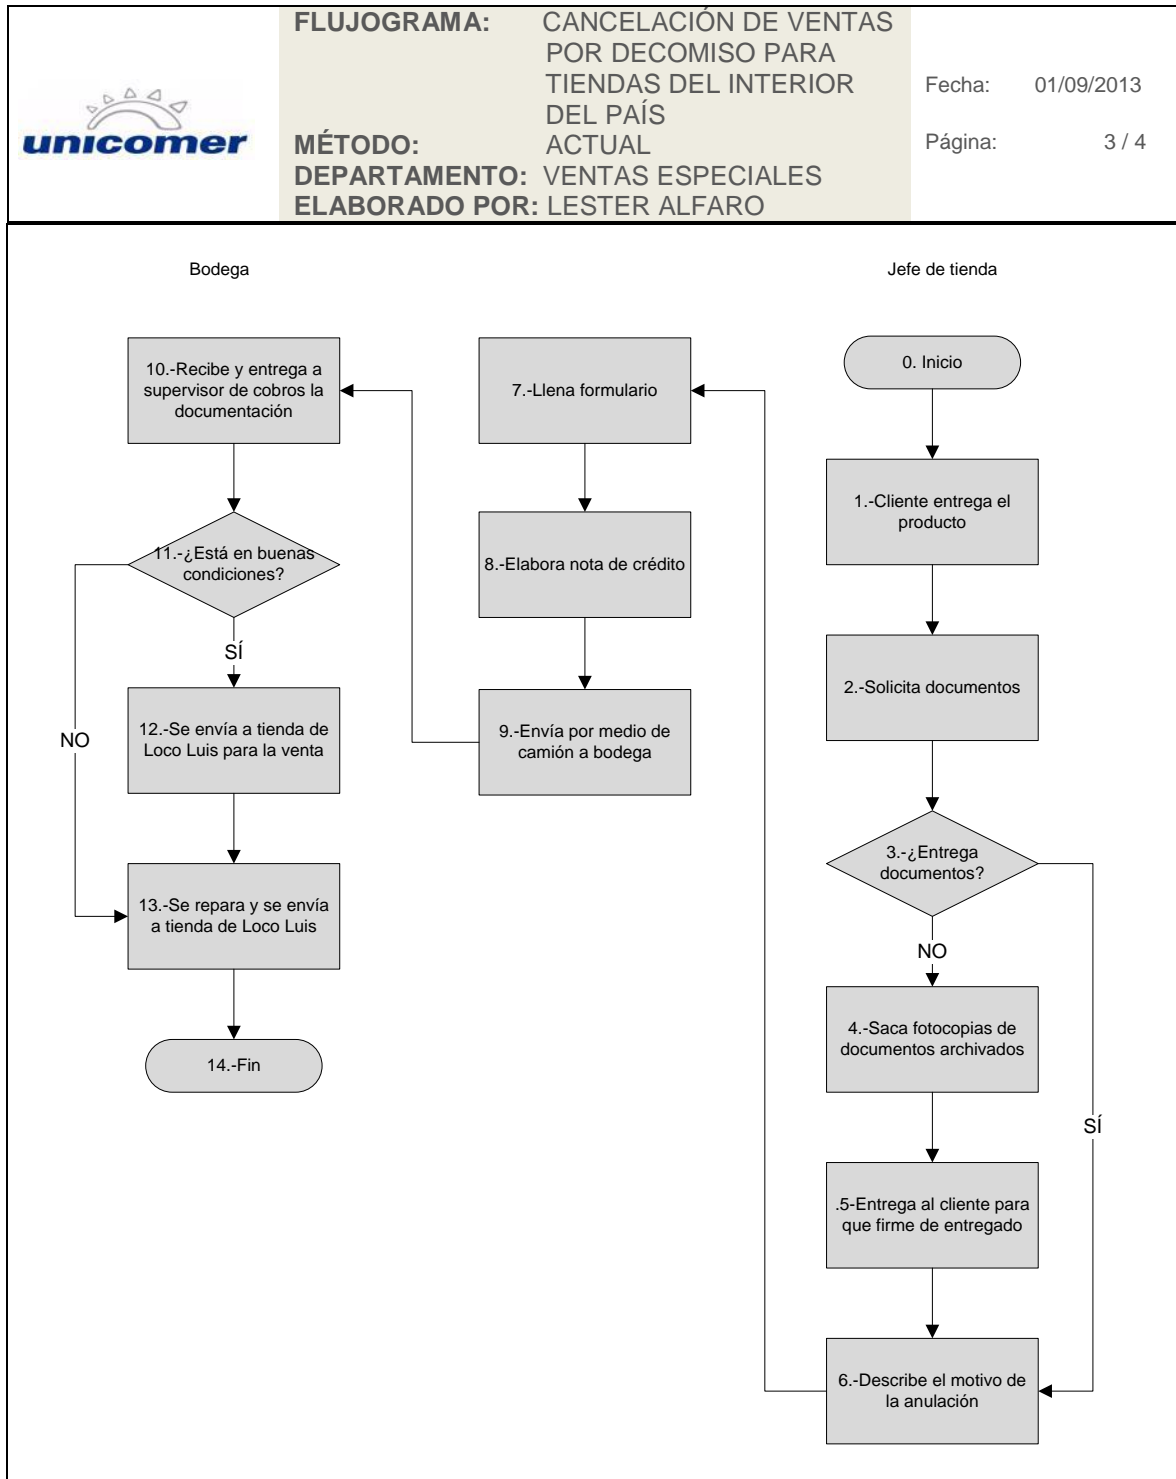 unicomer
FLUJOGRAMA: CANCELACIÓN DE VENTAS
POR DECOMISO PARA
TIENDAS DEL INTERIOR
DEL PAÍS
MÉTODO: ACTUAL
DEPARTAMENTO: VENTAS ESPECIALES
ELABORADO POR: LESTER ALFARO
Fecha: 01/09/2013
Página: 3 / 4
Bodega
Jefe de tienda
0. Inicio
1.-Cliente entrega el
producto
2.-Solicita documentos
3.-¿Entrega
documentos?
NO
SÍ
4.-Saca fotocopias de
documentos archivados
.5-Entrega al cliente para
que firme de entregado
6.-Describe el motivo de
la anulación
7.-Llena formulario
8.-Elabora nota de crédito
9.-Envía por medio de
camión a bodega
10.-Recibe y entrega a
supervisor de cobros la
documentación
11.-¿Está en buenas
condiciones?
SÍ
NO
12.-Se envía a tienda de
Loco Luis para la venta
13.-Se repara y se envía
a tienda de Loco Luis
14.-Fin